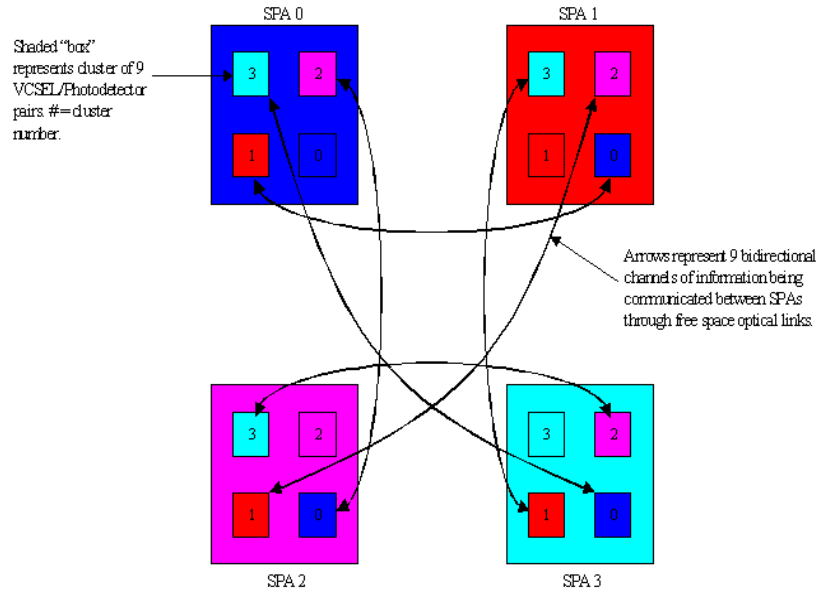 SPA 0
SPA 1
Shaded “box”
represents cluster of 9
VCSEL/Photodetector
pairs. #= cluster
number.
3
2
3
2
1
0
1
0
Arrows represent 9 bidirectional
channels of information being
communicated between SPAs
through free space optical links.
3
2
3
2
1
0
1
0
SPA 2
SPA 3